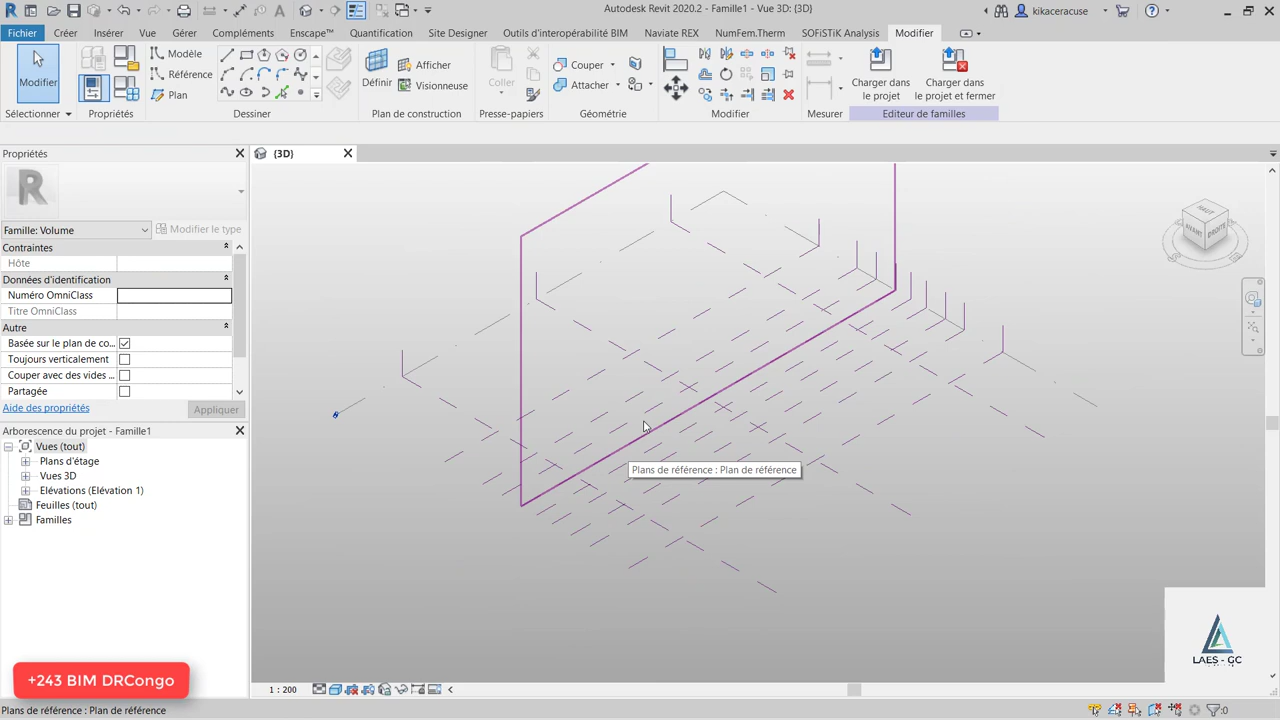 Autodesk Revit 2020.2 - Famille1 - Vue 3D: {3D}
kikaceracuse
Fichier Créer Insérer Vue Gérer Compléments Enscape™ Quantification Site Designer Outils d'interopérabilité BIM Naviate REX NumFem.Therm SOFiSTiK Analysis Modifier
Modifier
Modèle
Référence
Plan
Définir
Afficher
Visionneuse
Coller
Couper
Attacher
Charger dans
le projet
Charger dans
le projet et fermer
Sélectionner Propriétés Dessiner Plan de construction Presse-papiers Géométrie Modifier Mesurer Editeur de familles
Propriétés
{3D}
R
Famille: Volume
Modifier le type
Contraintes
Hôte
Données d'identification
Numéro OmniClass
Titre OmniClass
Autre
Basée sur le plan de co...
Toujours verticalement
Couper avec des vides ...
Partagée
Aide des propriétés
Appliquer
Arborescence du projet - Famille1
Vues (tout)
Plans d'étage
Vues 3D
Elévations (Elévation 1)
Feuilles (tout)
Familles
HAUT
AVANT
DROITE
Plans de référence : Plan de référence
LAES - GC
+243 BIM DRCongo
1 : 200
Plans de référence : Plan de référence
:0